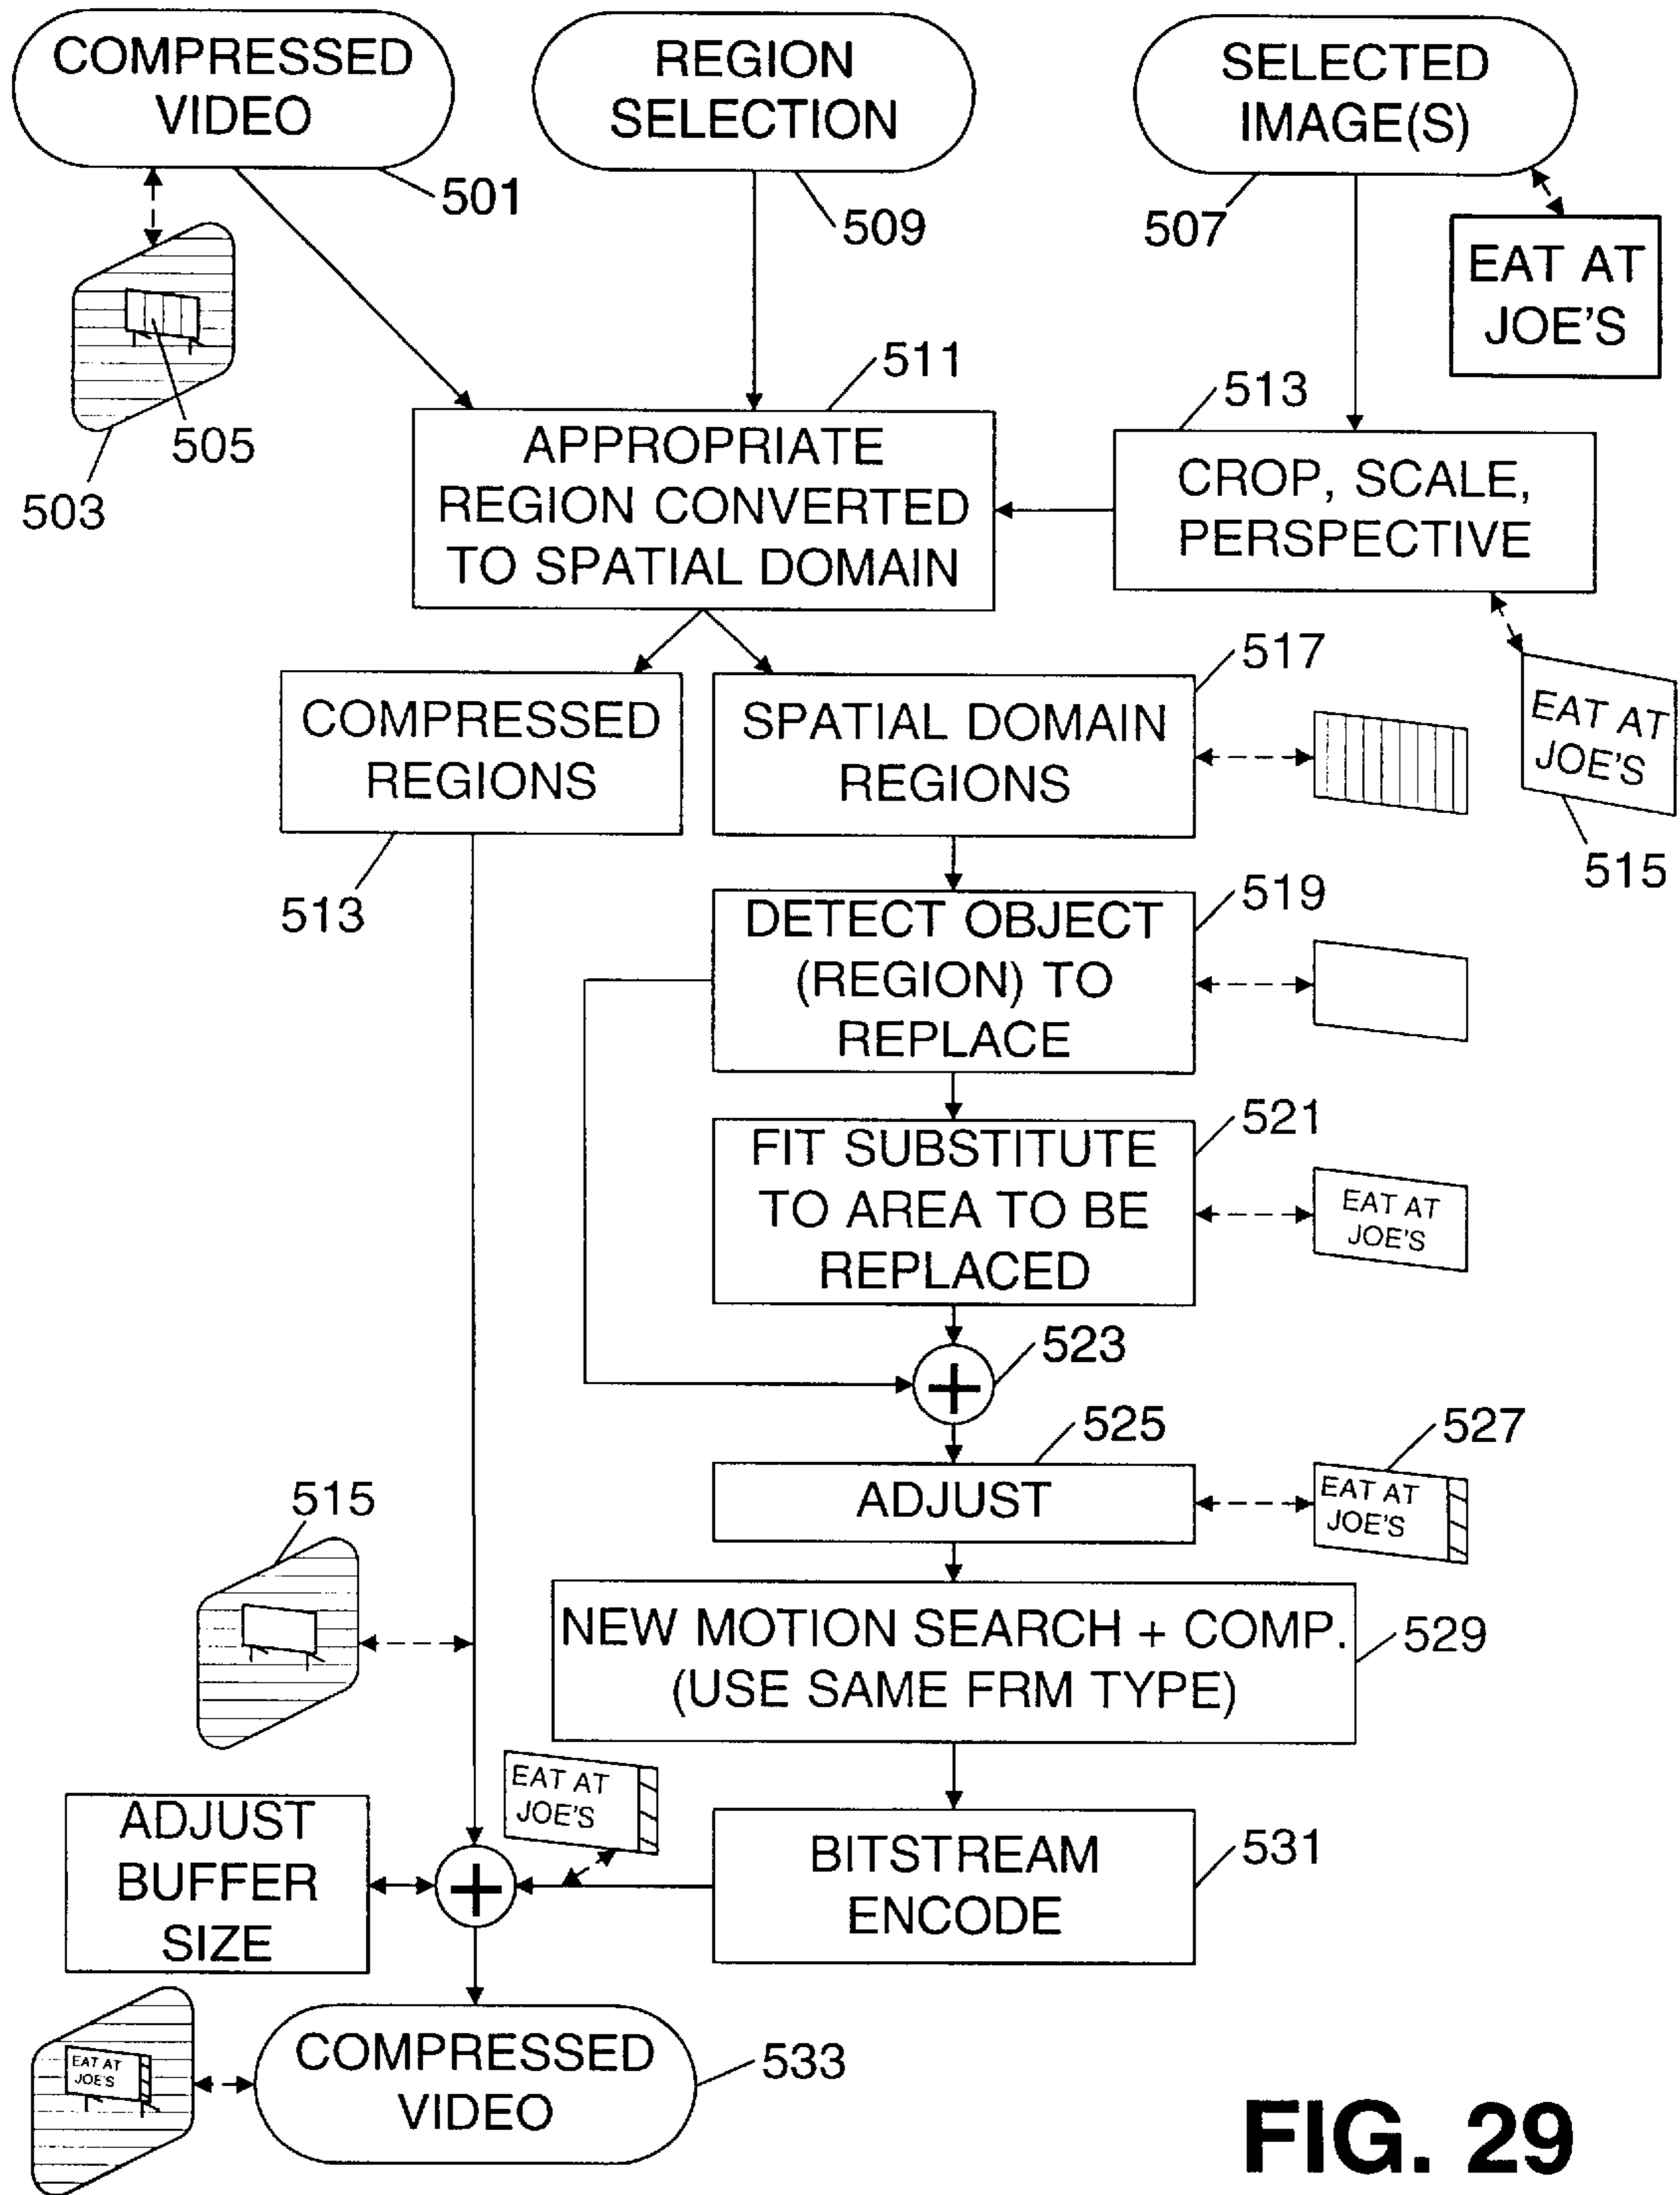 COMPRESSED
VIDEO
501
REGION
SELECTION
509
SELECTED
IMAGE(S)
507
EAT AT
JOE'S
505
503
511
APPROPRIATE
REGION CONVERTED
TO SPATIAL DOMAIN
513
CROP, SCALE,
PERSPECTIVE
EAT AT
JOE'S
515
COMPRESSED
REGIONS
513
517
SPATIAL DOMAIN
REGIONS
519
DETECT OBJECT
(REGION) TO
REPLACE
521
FIT SUBSTITUTE
TO AREA TO BE
REPLACED
EAT AT
JOE'S
+
523
525
ADJUST
527
EAT AT
JOE'S
515
NEW MOTION SEARCH + COMP.
(USE SAME FRM TYPE)
529
EAT AT
JOE'S
ADJUST
BUFFER
SIZE
+
BITSTREAM
ENCODE
531
EAT AT
JOE'S
COMPRESSED
VIDEO
533
FIG. 29